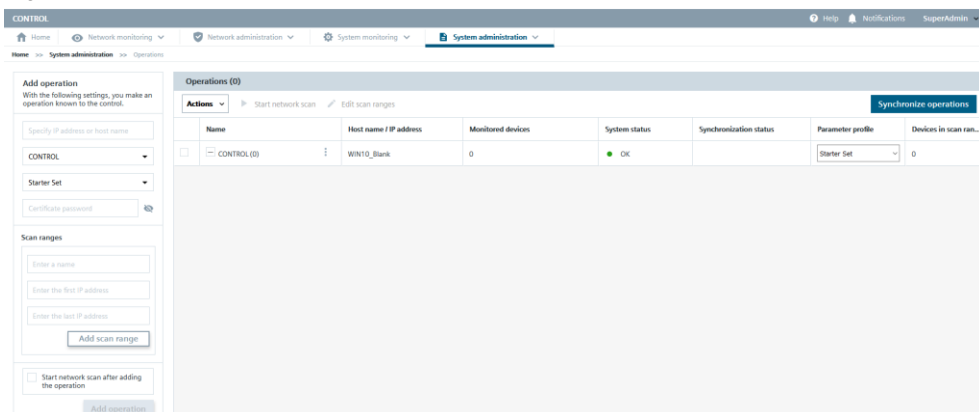 CONTROL
Help Notifications SuperAdmin
Home Network monitoring Network administration System monitoring System administration
Home >> System administration >> Operations
Add operation
With the following settings, you make an
operation known to the control.
Specify IP address or host name
CONTROL
Starter Set
Certificate password
Scan ranges
Enter a name
Enter the first IP address
Enter the last IP address
Add scan range
Start network scan after adding
the operation
Add operation
Operations (0)
Actions Start network scan Edit scan ranges Synchronize operations
Name Host name / IP address Monitored devices System status Synchronization status Parameter profile Devices in scan ran...
CONTROL (0) WIN10_Blank 0 OK Starter Set 0